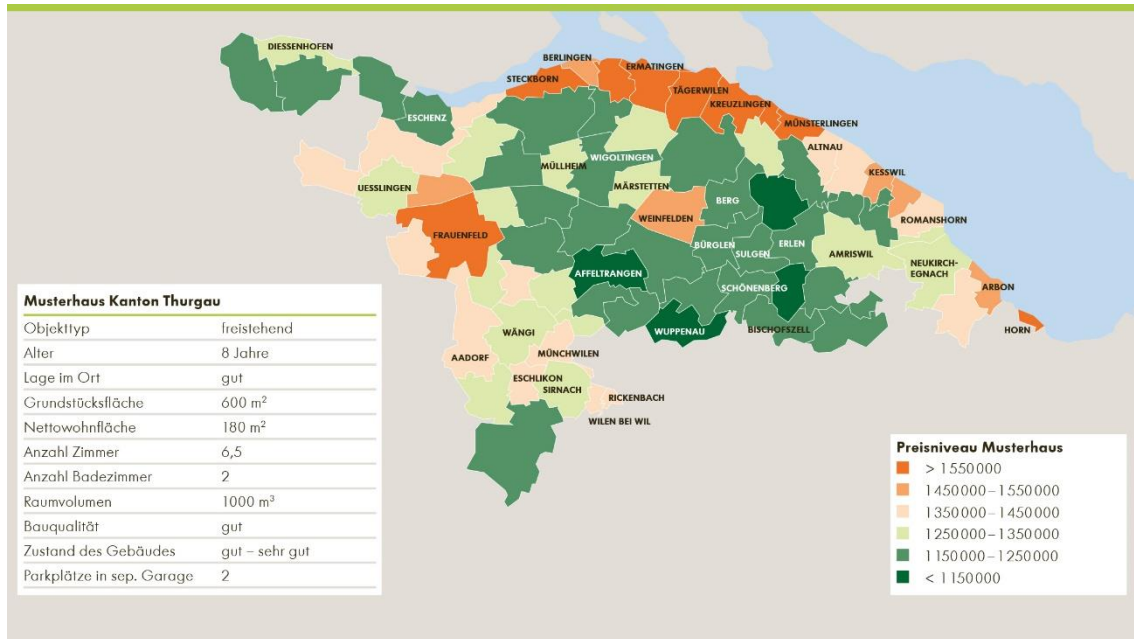 DIESSENHOFEN
BERLINGEN
ERMATINGEN
STECKBORN
TÄGERWILEN
KREUZLINGEN
ESCHENZ
MÜNSTERLINGEN
ALTNAU
WIGOLTINGEN
MÜLLHEIM
KESSWIL
UESSLINGEN
MÄRSTETTEN
BERG
ROMANSHORN
WEINFELDEN
FRAUENFELD
BÜRGLEN
ERLEN
SULGEN
AMRISWIL
NEUKIRCH-
EGNACH
AFFELTRANGEN
SCHÖNENBERG
ARBON
WUPPENAU
BISCHOFSZELL
HORN
WÄNGI
MÜNCHWILEN
AADORF
ESCHLIKON
SIRNACH
RICKENBACH
WILEN BEI WIL
Musterhaus Kanton Thurgau
Objekttyp freistehend
Alter 8 Jahre
Lage im Ort gut
Grundstücksfläche 600 m²
Nettowohnfläche 180 m²
Anzahl Zimmer 6,5
Anzahl Badezimmer 2
Raumvolumen 1000 m³
Bauqualität gut
Zustand des Gebäudes gut – sehr gut
Parkplätze in sep. Garage 2
Preisniveau Musterhaus
> 1 550 000
1 450 000 – 1 550 000
1 350 000 – 1 450 000
1 250 000 – 1 350 000
1 150 000 – 1 250 000
< 1 150 000